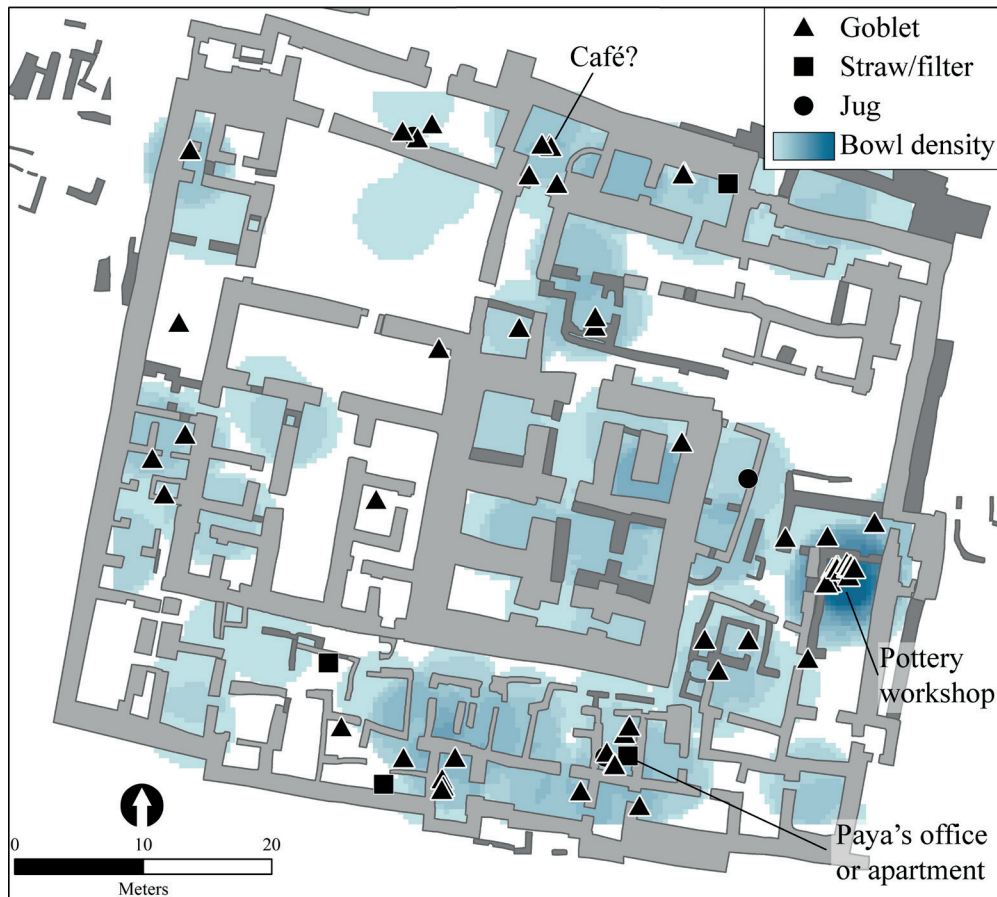 Goblet
Straw/filter
Jug
Bowl density
Café?
Pottery
workshop
Paya's office
or apartment
0 10 20
Meters